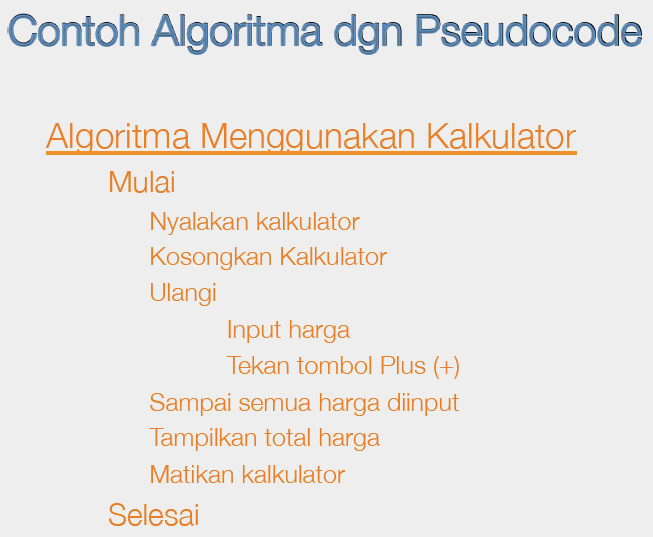 Contoh Algoritma dgn Pseudocode
Algoritma Menggunakan Kalkulator
Mulai
Nyalakan kalkulator
Kosongkan Kalkulator
Ulangi
Input harga
Tekan tombol Plus (+)
Sampai semua harga diinput
Tampilkan total harga
Matikan kalkulator
Selesai